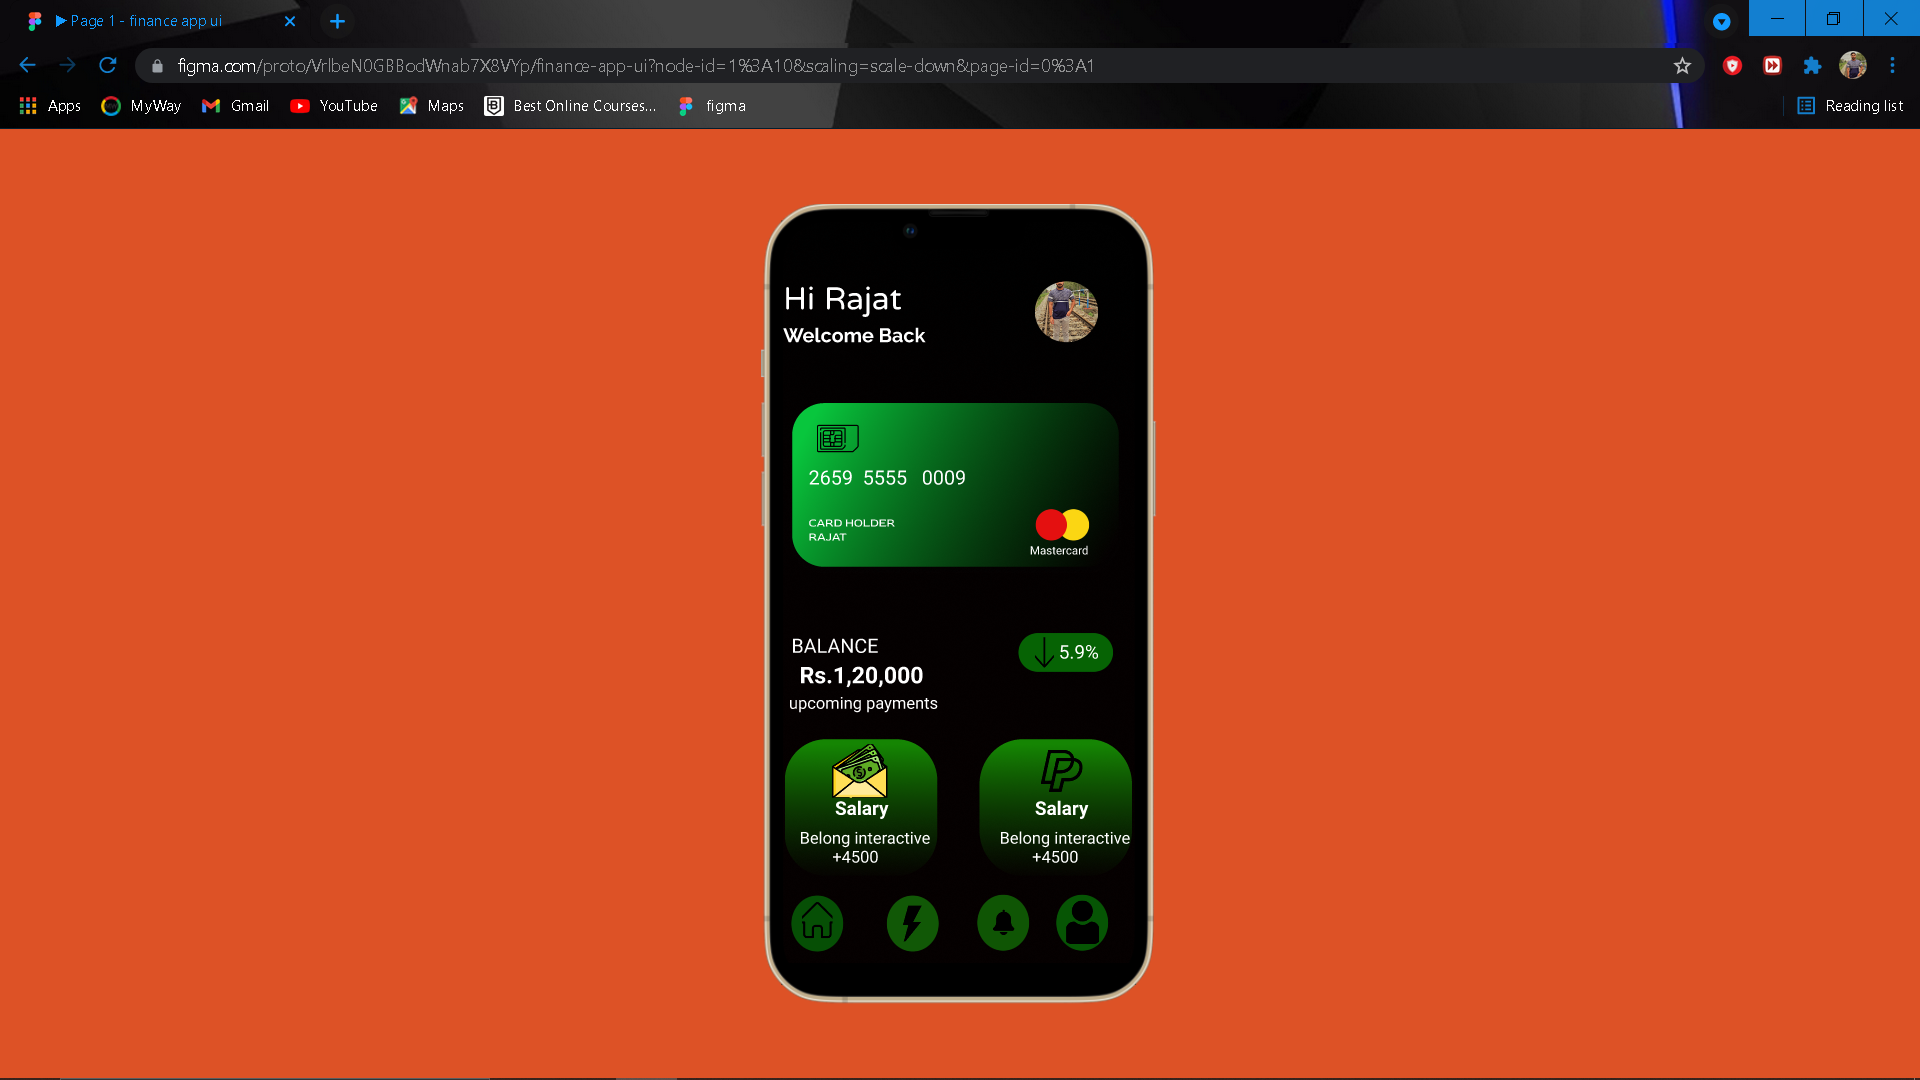 Page 1 - finance app ui
figma.com/proto/VrlbeN0GBBodWnab7X8VYp/finance-app-ui?node-id=1%3A10&scaling=scale-down&page-id=0%3A1
Apps MyWay Gmail YouTube Maps Best Online Courses... figma Reading list
Hi Rajat
Welcome Back
2659 5555 0009
CARD HOLDER
RAJAT
Mastercard
BALANCE
5.9%
Rs.1,20,000
upcoming payments
Salary
Belong interactive
+4500
Salary
Belong interactive
+4500